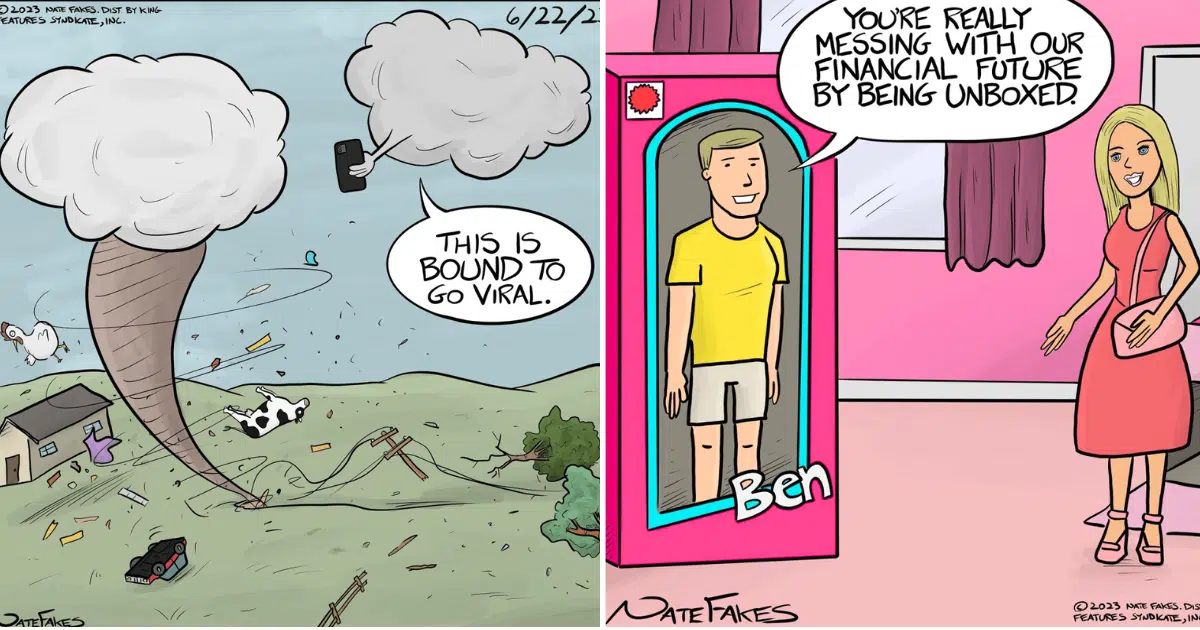 ©2023 NATE FAKES. DIST. BY KING
FEATURES SYNDICATE, INC.
6/22/2
THIS IS
BOUND TO
GO VIRAL.
NATEFAKES
YOU'RE REALLY
MESSING WITH OUR
FINANCIAL FUTURE
BY BEING UNBOXED.
Ben
NATEFAKES
©2023 NATE FAKES. DIS
FEATURES SYNDICATE, INC